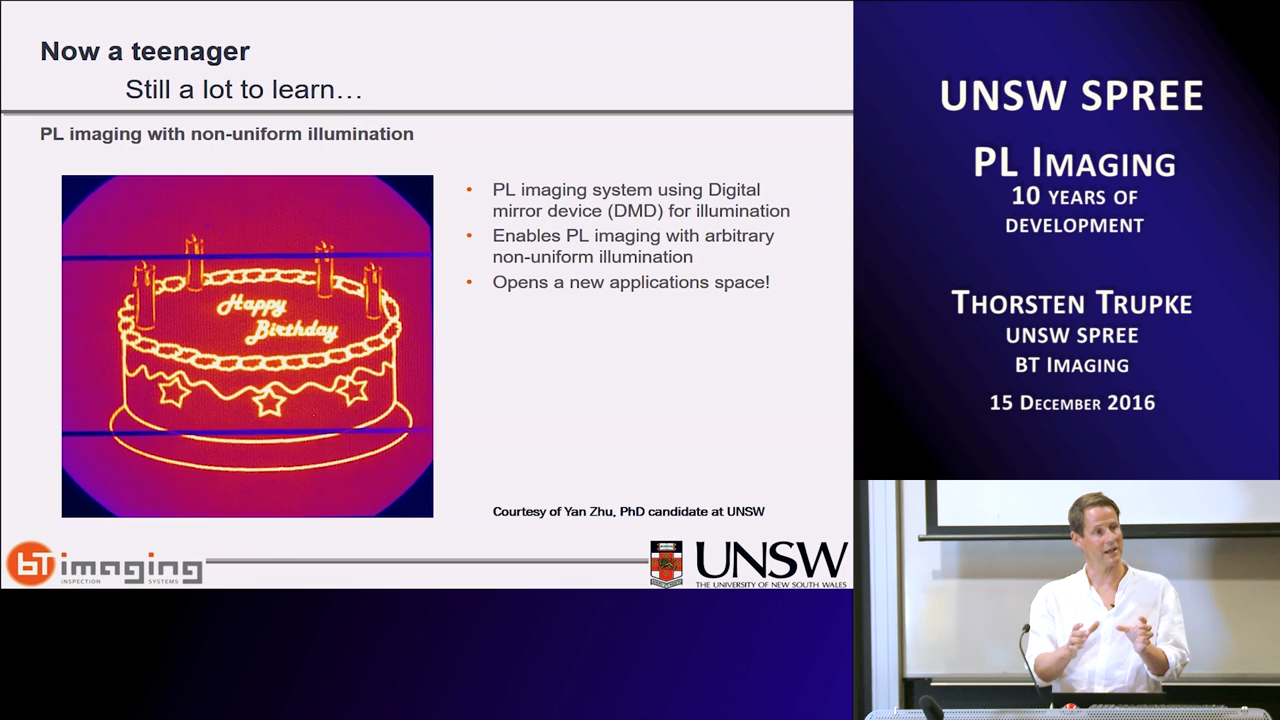 Now a teenager
Still a lot to learn…
PL imaging with non-uniform illumination
Happy
Birthday
• PL imaging system using Digital
mirror device (DMD) for illumination
• Enables PL imaging with arbitrary
non-uniform illumination
• Opens a new applications space!
Courtesy of Yan Zhu, PhD candidate at UNSW
BT imaging
INSPECTION SYSTEMS
UNSW
THE UNIVERSITY OF NEW SOUTH WALES
UNSW SPREE
PL IMAGING
10 YEARS OF
DEVELOPMENT
THORSTEN TRUPKE
UNSW SPREE
BT IMAGING
15 DECEMBER 2016